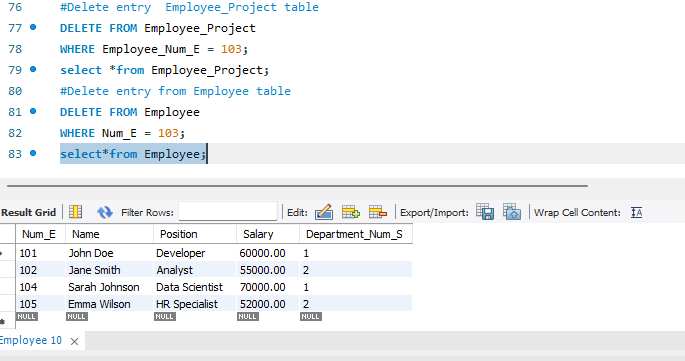 76 #Delete entry  Employee_Project table
77 DELETE FROM Employee_Project
78 WHERE Employee_Num_E = 103;
79 select *from Employee_Project;
80 #Delete entry from Employee table
81 DELETE FROM Employee
82 WHERE Num_E = 103;
83 select*from Employee;
Result Grid Filter Rows: Edit: Export/Import: Wrap Cell Content: IA
Num_E Name Position Salary Department_Num_S
101 John Doe Developer 60000.00 1
102 Jane Smith Analyst 55000.00 2
104 Sarah Johnson Data Scientist 70000.00 1
105 Emma Wilson HR Specialist 52000.00 2
NULL NULL NULL NULL NULL
Employee 10 ×